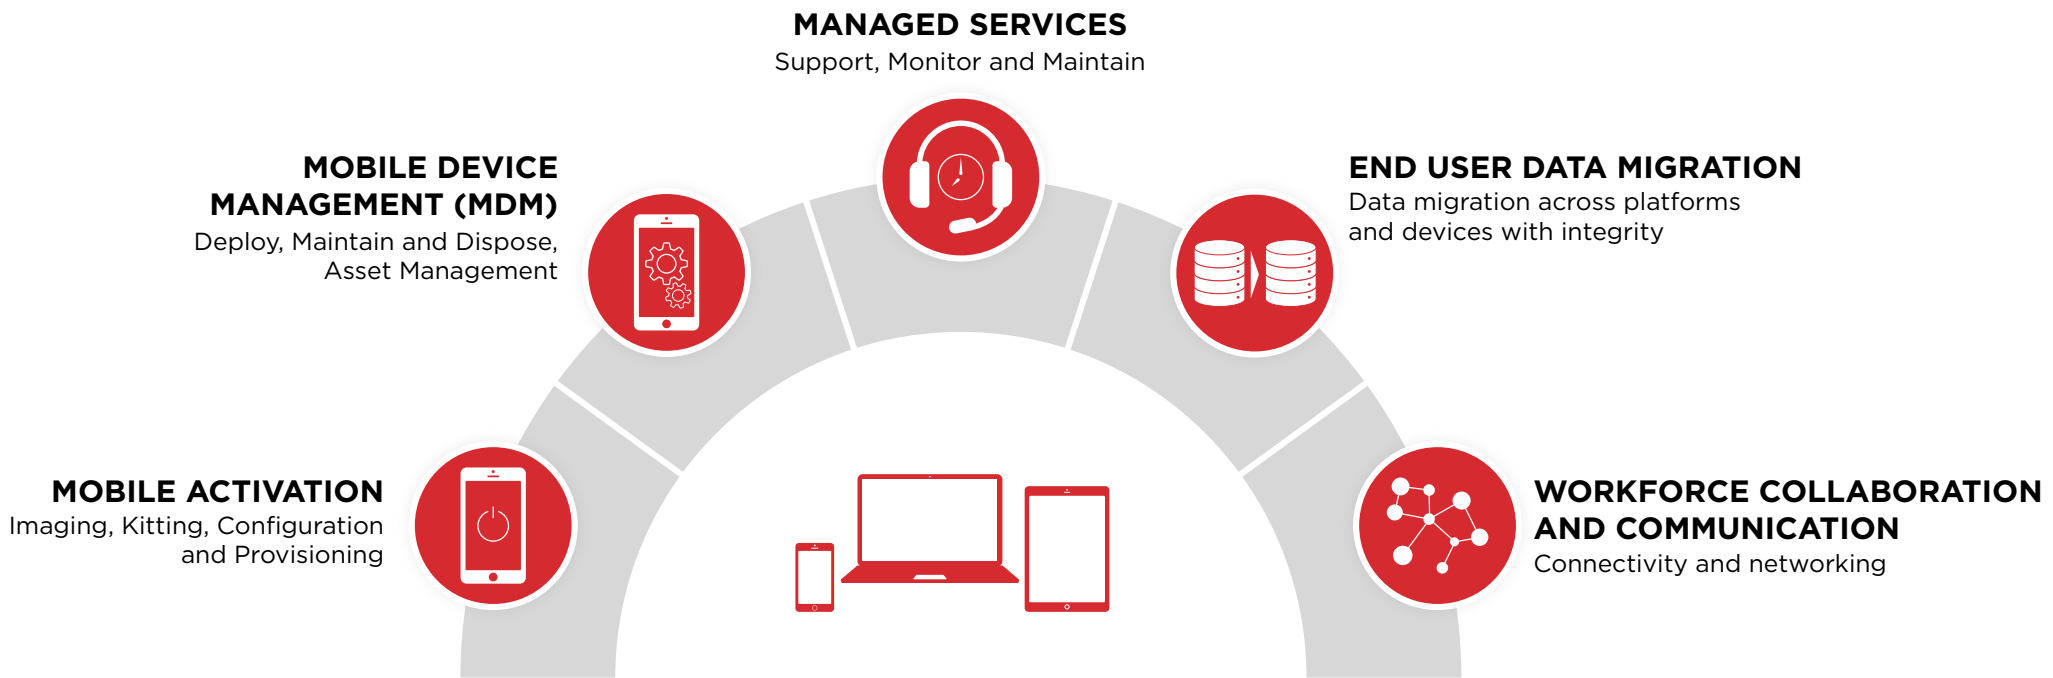 MANAGED SERVICES
Support, Monitor and Maintain
MOBILE DEVICE
MANAGEMENT (MDM)
Deploy, Maintain and Dispose,
Asset Management
END USER DATA MIGRATION
Data migration across platforms
and devices with integrity
MOBILE ACTIVATION
Imaging, Kitting, Configuration
and Provisioning
WORKFORCE COLLABORATION
AND COMMUNICATION
Connectivity and networking